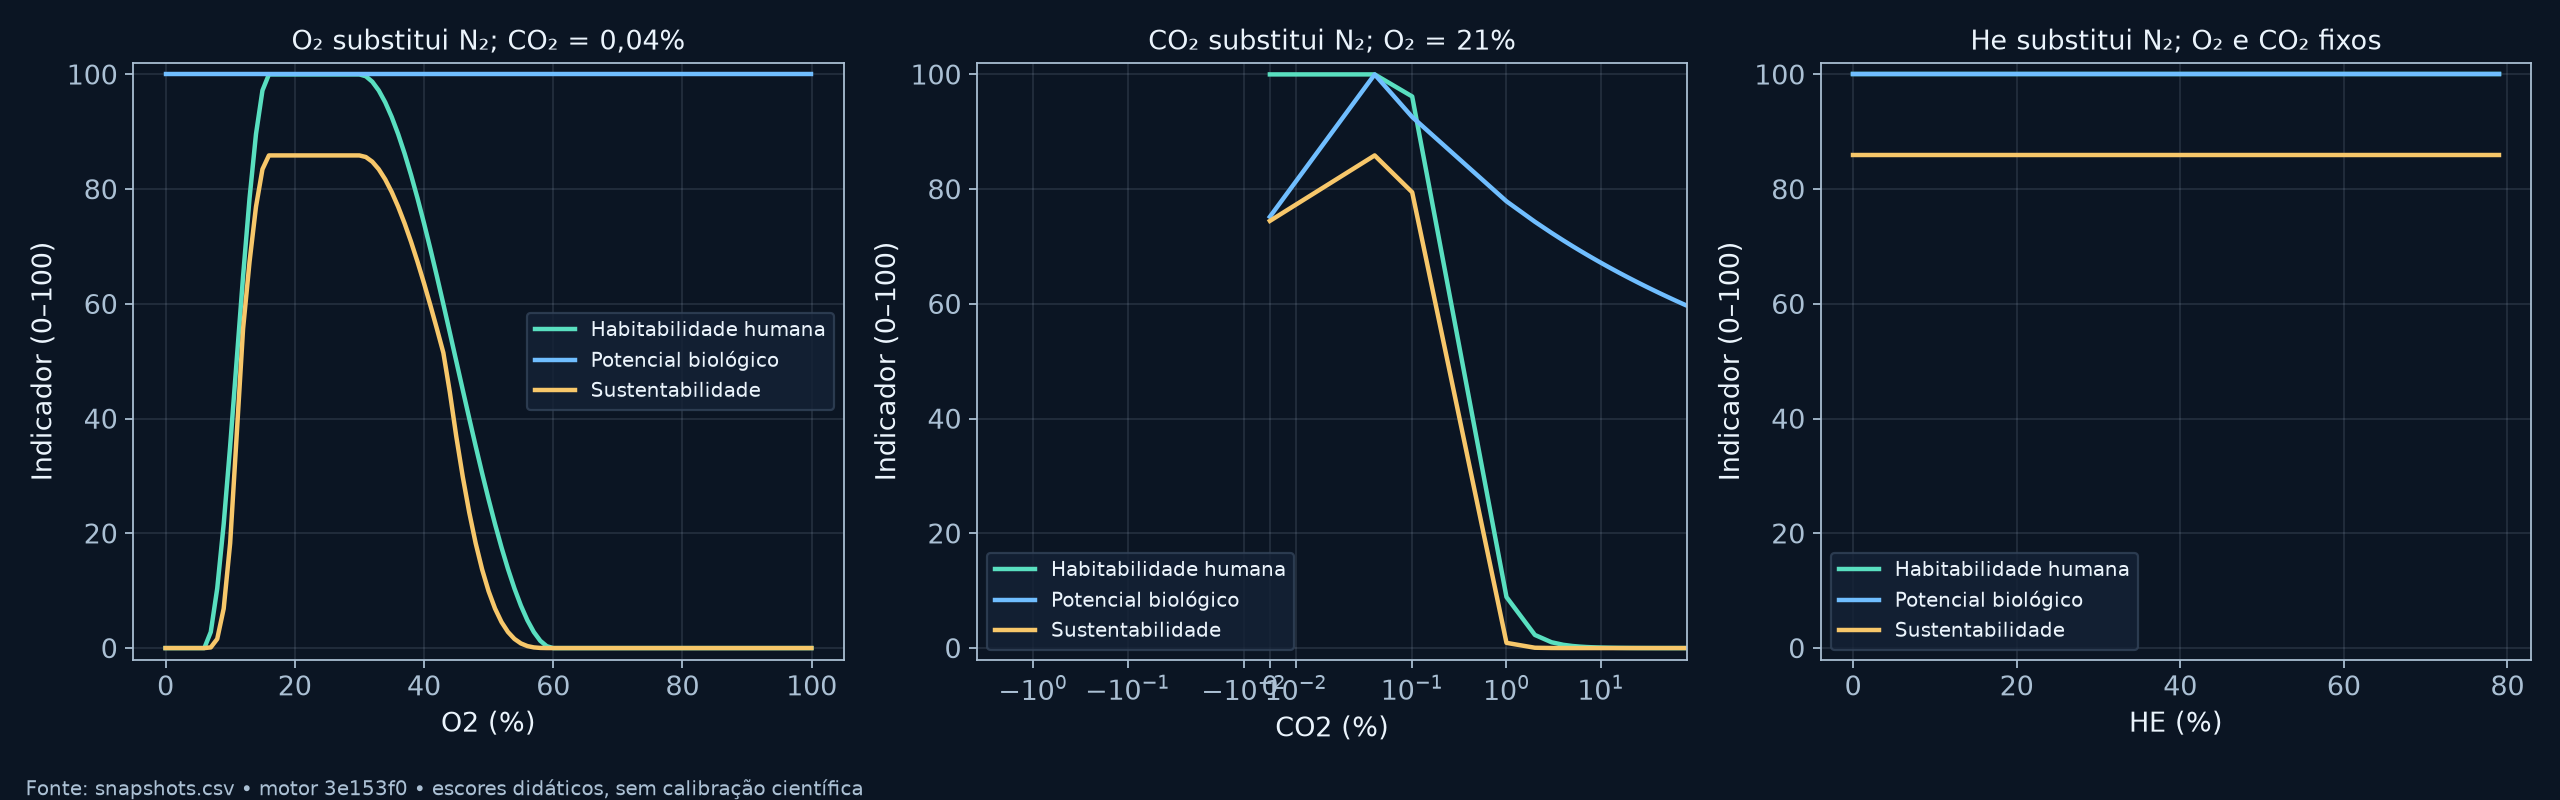 O₂ substitui N₂; CO₂ = 0,04%
100
80
60
40
20
0
Indicador (0–100)
Habitabilidade humana
Potencial biológico
Sustentabilidade
0 20 40 60 80 100
O2 (%)
CO₂ substitui N₂; O₂ = 21%
100
80
60
40
20
0
Indicador (0–100)
Habitabilidade humana
Potencial biológico
Sustentabilidade
−10⁰ −10⁻¹ −10⁻² 0 10⁻² 10⁻¹ 10⁰ 10¹
CO2 (%)
He substitui N₂; O₂ e CO₂ fixos
100
80
60
40
20
0
Indicador (0–100)
Habitabilidade humana
Potencial biológico
Sustentabilidade
0 20 40 60 80
HE (%)
Fonte: snapshots.csv • motor 3e153f0 • escores didáticos, sem calibração científica